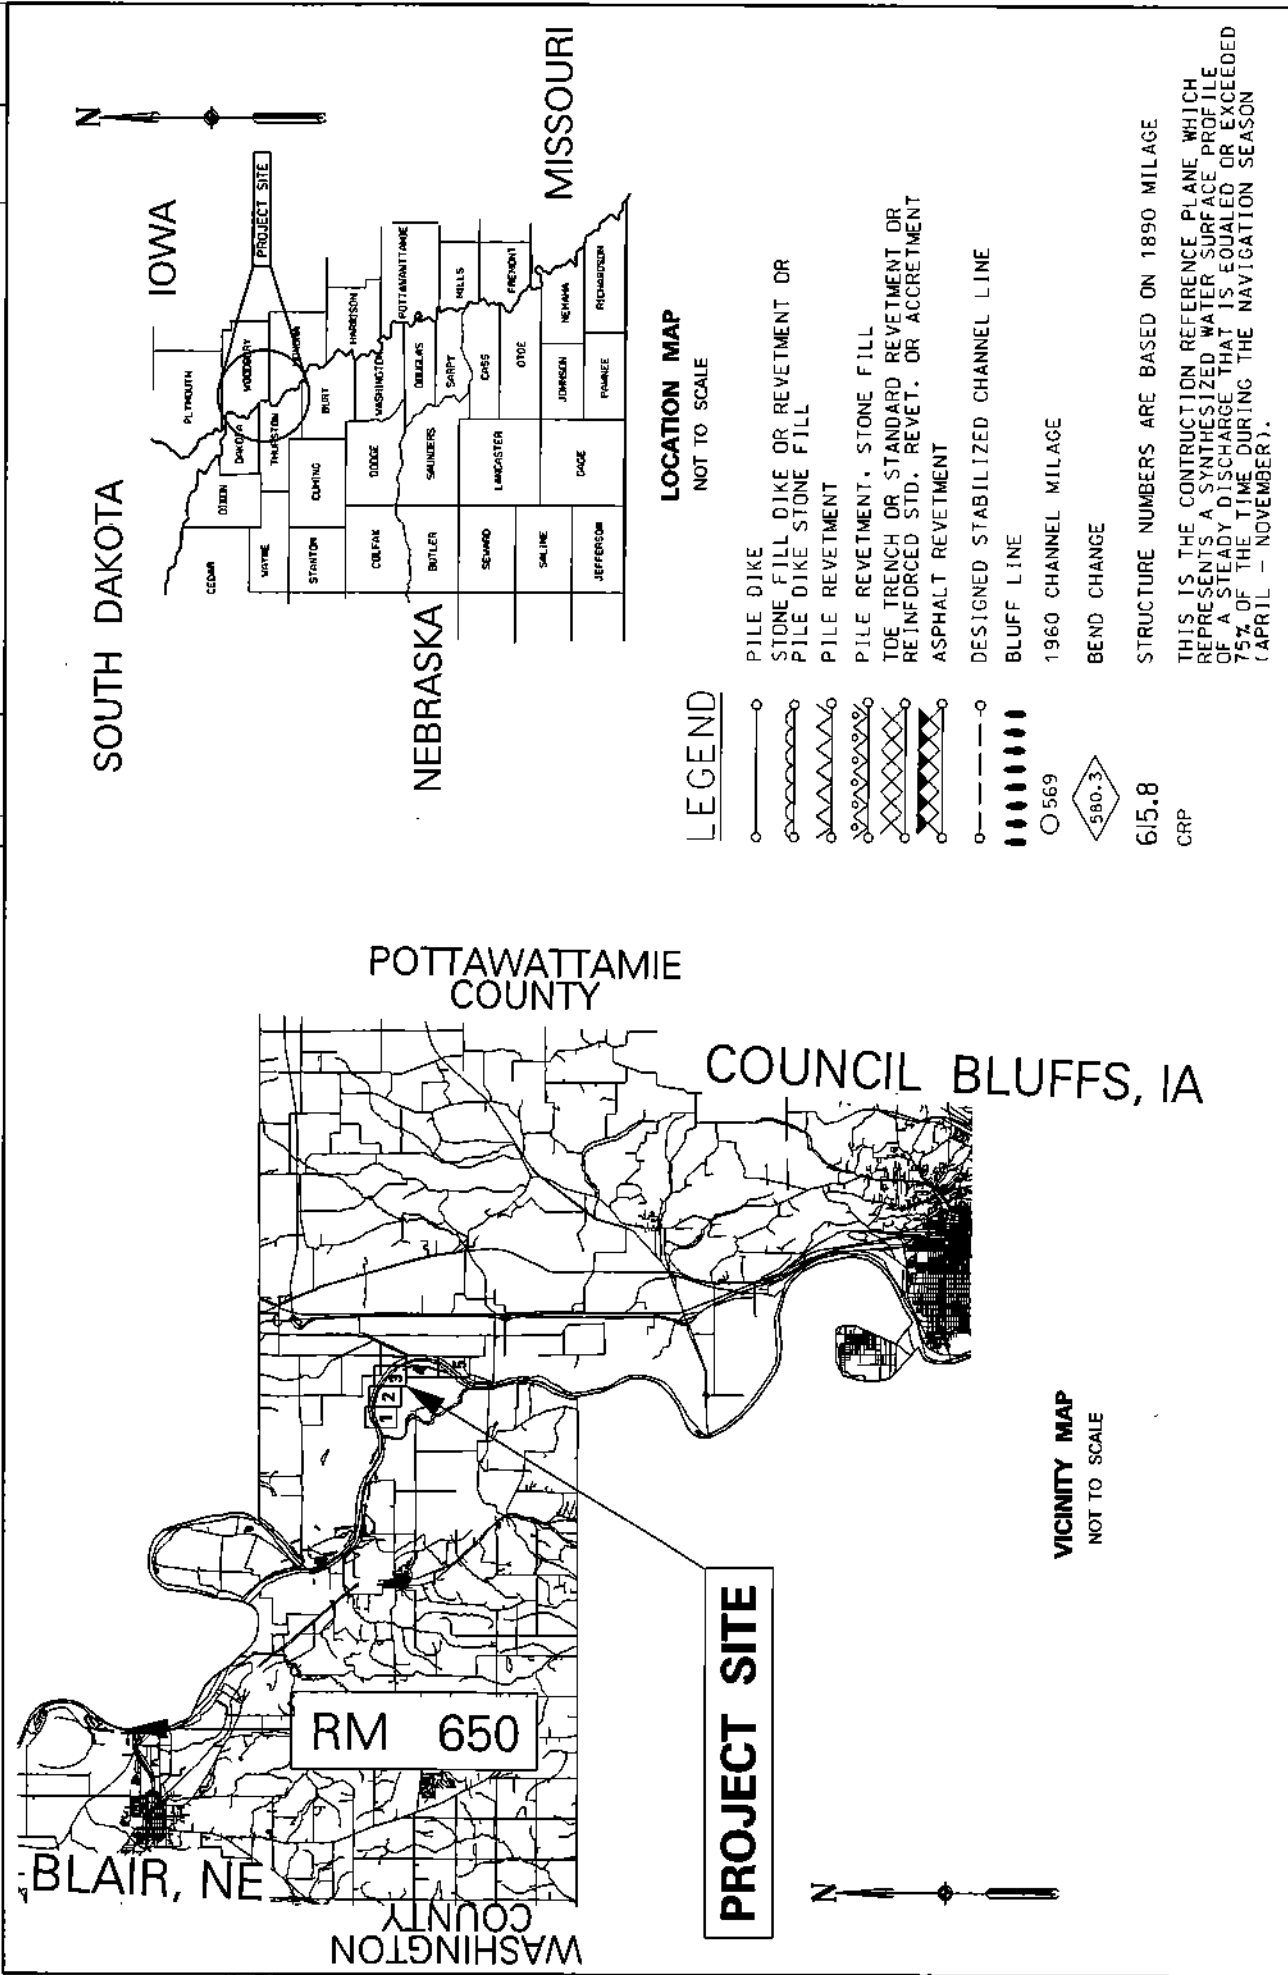 BLAIR, NE
WASHINGTON
COUNTY
RM 650
POTTAWATTAMIE
COUNTY
COUNCIL BLUFFS, IA
1
2
3
4
5
PROJECT SITE
N
VICINITY MAP
NOT TO SCALE
SOUTH DAKOTA
IOWA
N
NEBRASKA
MISSOURI
PROJECT SITE
PLYMOUTH
CEDAR
DIXON
DAKOTA
WOODBURY
WAYNE
THURSTON
MONONA
STANTON
CUMING
BURT
HARRISON
COLFAX
DODGE
WASHINGTON
POTTAWANTTAMIE
BUTLER
SAUNDERS
DOUGLAS
SARPY
MILLS
SEWARD
LANCASTER
CASS
OTOE
FREMONT
SALINE
GAGE
JOHNSON
NEMAHA
JEFFERSON
PAWNEE
RICHARDSON
LOCATION MAP
NOT TO SCALE
LEGEND
PILE DIKE
STONE FILL DIKE OR REVETMENT OR
PILE DIKE STONE FILL
PILE REVETMENT
PILE REVETMENT, STONE FILL
TOE TRENCH OR STANDARD REVETMENT OR
REINFORCED STD. REVET. OR ACCRETMENT
ASPHALT REVETMENT
DESIGNED STABILIZED CHANNEL LINE
BLUFF LINE
569 1960 CHANNEL MILAGE
580.3 BEND CHANGE
615.8 STRUCTURE NUMBERS ARE BASED ON 1890 MILAGE
CRP THIS IS THE CONTRUCTION REFERENCE PLANE WHICH
REPRESENTS A SYNTHESIZED WATER SURFACE PROFILE
OF A STEADY DISCHARGE THAT IS EQUALED OR EXCEEDED
75% OF THE TIME DURING THE NAVIGATION SEASON
(APRIL - NOVEMBER).